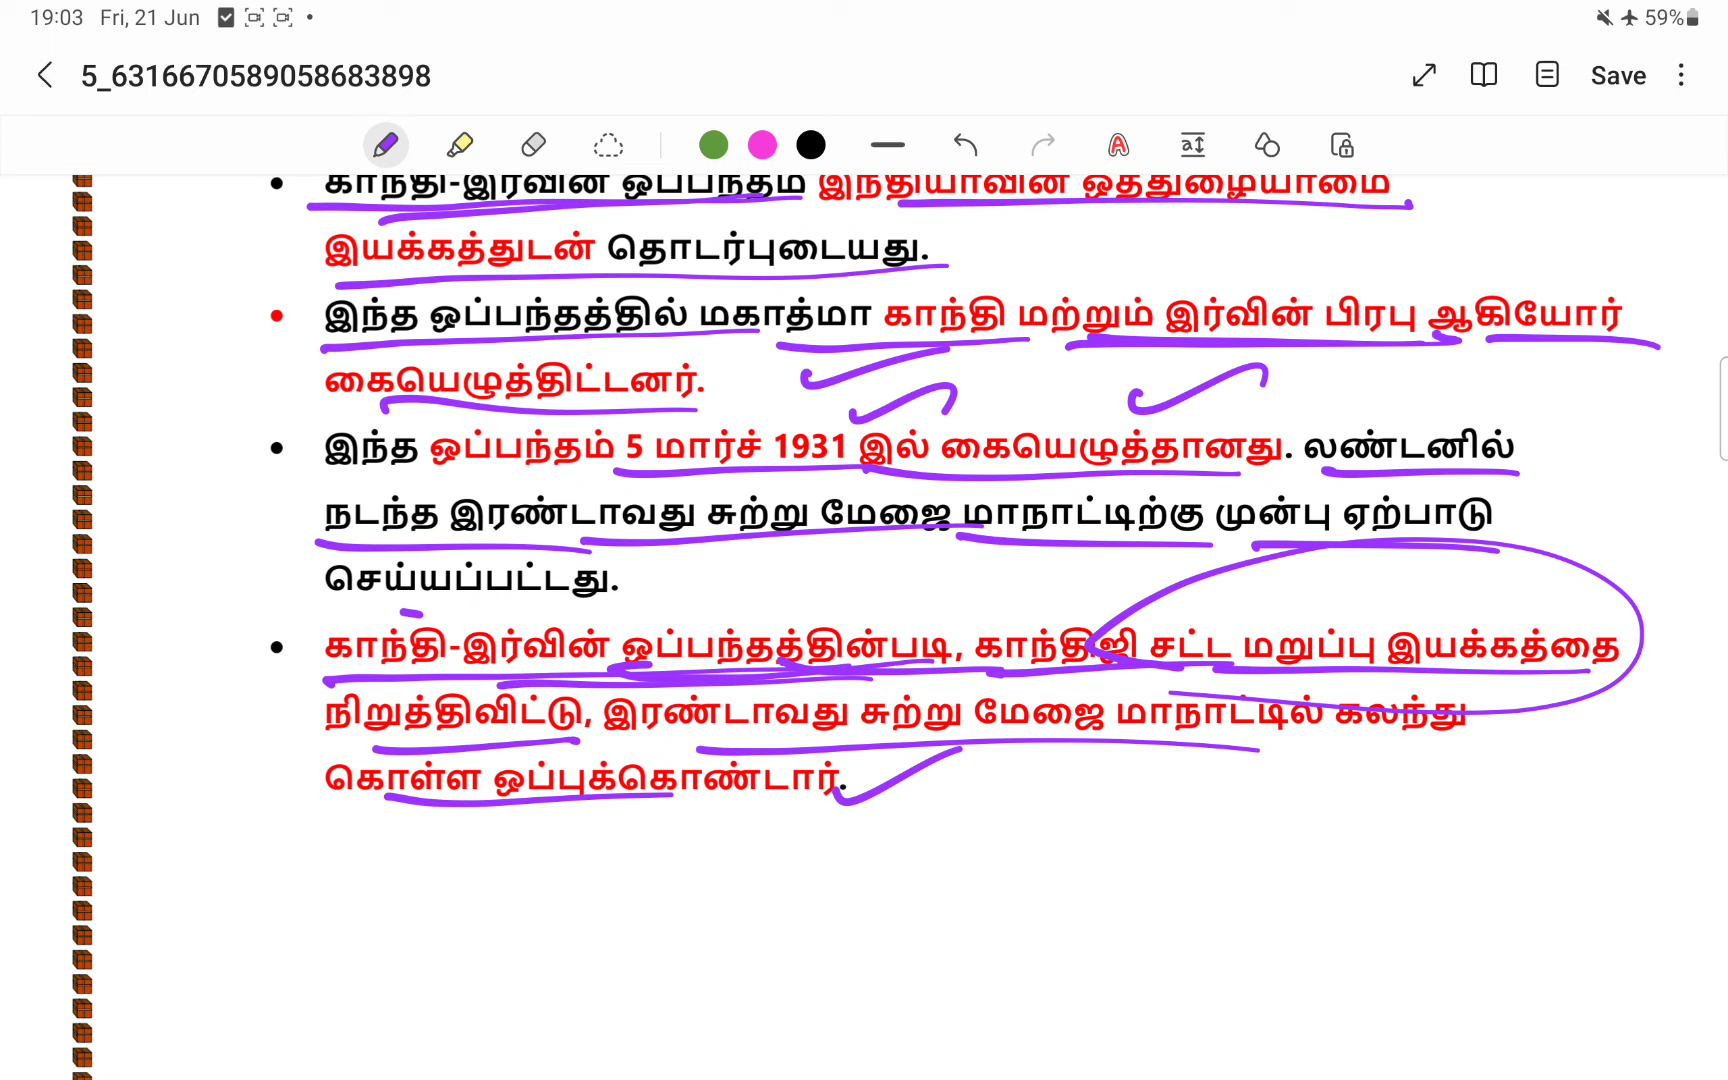 19:03 Fri, 21 Jun
59%
5_6316670589058683898
Save
காந்தி-இர்வின் ஒப்பந்தம் இந்தியாவின் ஒத்துழையாமை
இயக்கத்துடன் தொடர்புடையது.
இந்த ஒப்பந்தத்தில் மகாத்மா காந்தி மற்றும் இர்வின் பிரபு ஆகியோர்
கையெழுத்திட்டனர்.
இந்த ஒப்பந்தம் 5 மார்ச் 1931 இல் கையெழுத்தானது. லண்டனில்
நடந்த இரண்டாவது சுற்று மேஜை மாநாட்டிற்கு முன்பு ஏற்பாடு
செய்யப்பட்டது.
காந்தி-இர்வின் ஒப்பந்தத்தின்படி, காந்திஜி சட்ட மறுப்பு இயக்கத்தை
நிறுத்திவிட்டு, இரண்டாவது சுற்று மேஜை மாநாட்டில் கலந்து
கொள்ள ஒப்புக்கொண்டார்.